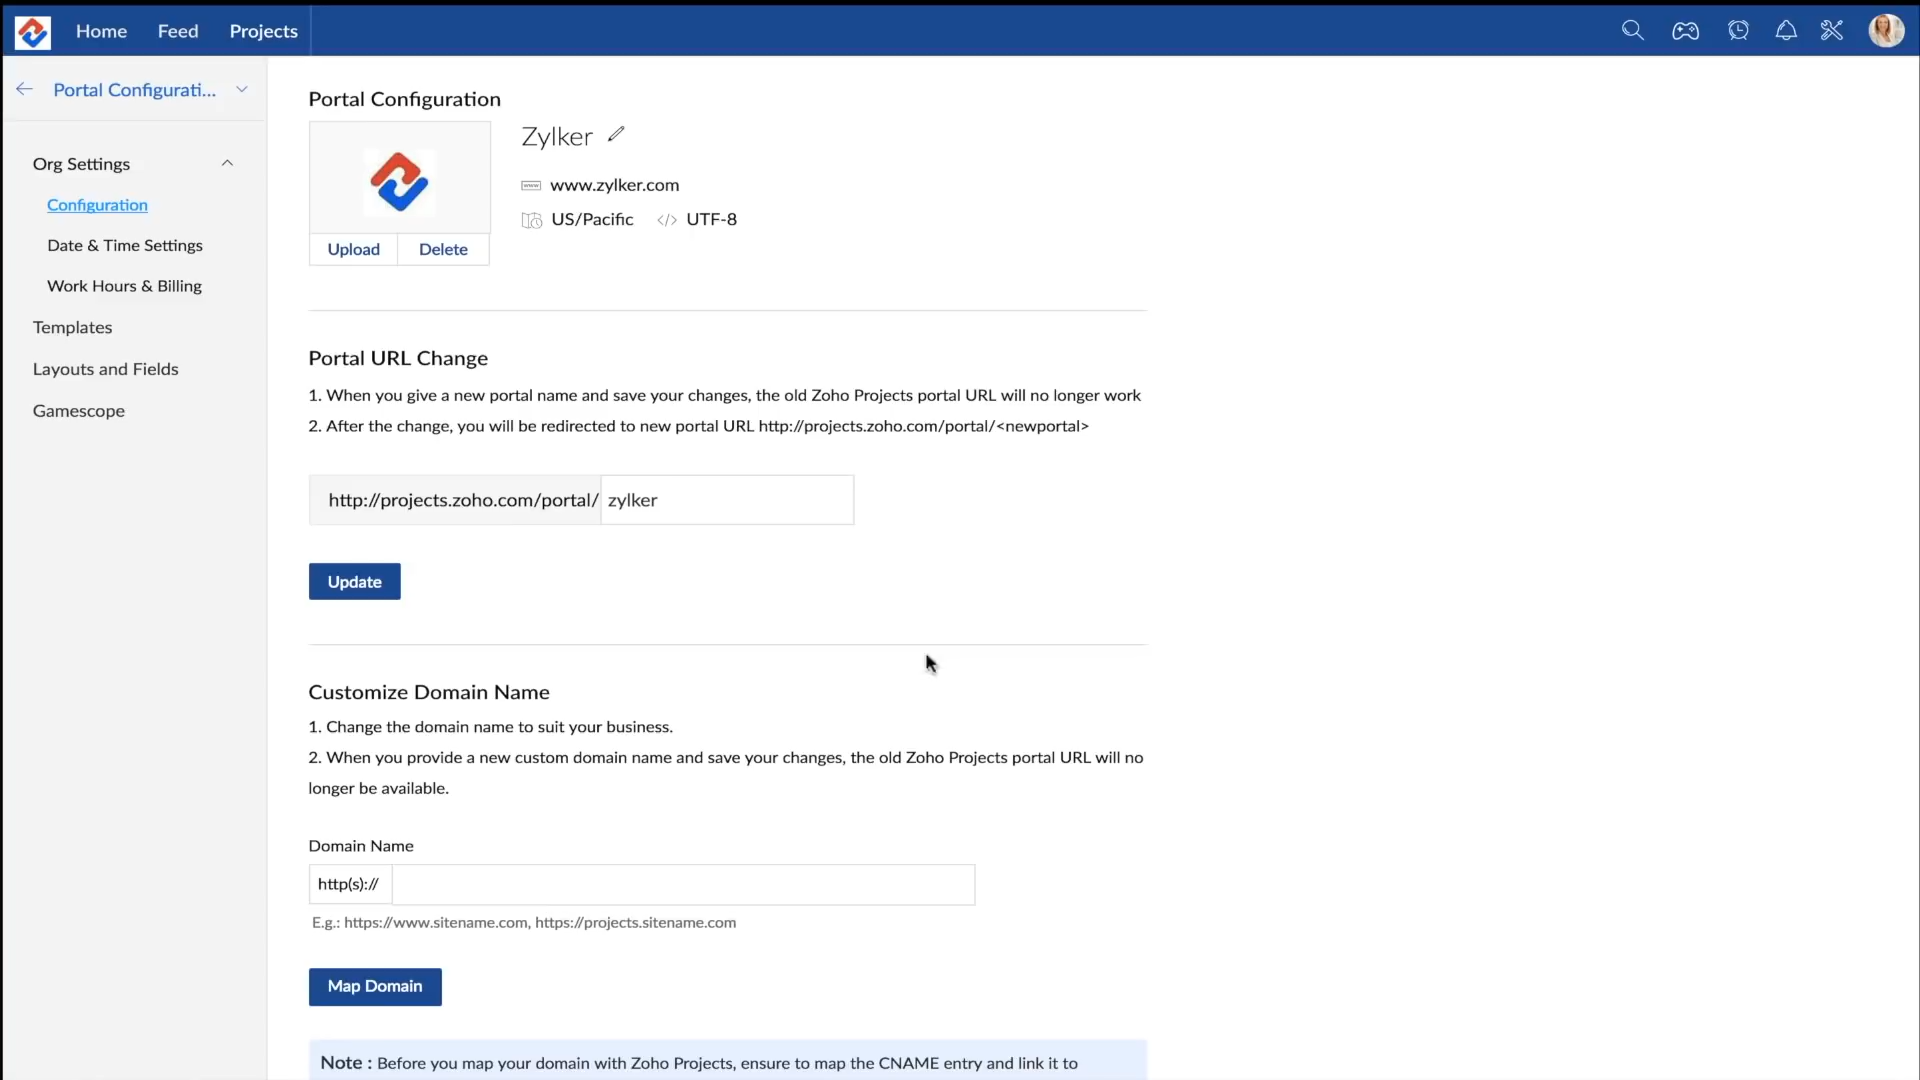 Home Feed Projects
Portal Configurati...
Org Settings
Configuration
Date & Time Settings
Work Hours & Billing
Templates
Layouts and Fields
Gamescope
Portal Configuration
Zylker
www.zylker.com
US/Pacific </> UTF-8
Upload Delete
Portal URL Change
1. When you give a new portal name and save your changes, the old Zoho Projects portal URL will no longer work
2. After the change, you will be redirected to new portal URL http://projects.zoho.com/portal/<newportal>
http://projects.zoho.com/portal/ zylker
Update
Customize Domain Name
1. Change the domain name to suit your business.
2. When you provide a new custom domain name and save your changes, the old Zoho Projects portal URL will no
longer be available.
Domain Name
http(s)://
E.g.: https://www.sitename.com, https://projects.sitename.com
Map Domain
Note : Before you map your domain with Zoho Projects, ensure to map the CNAME entry and link it to